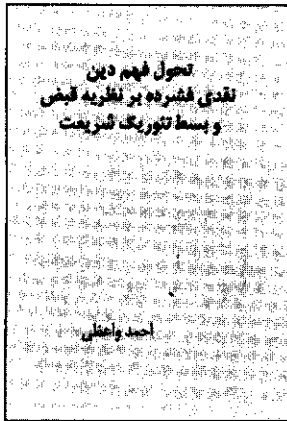 تحول فهم دین
نقدی فشرده بر نظریه قبض
و بسط تئوریک شریعت
احمد واعظی